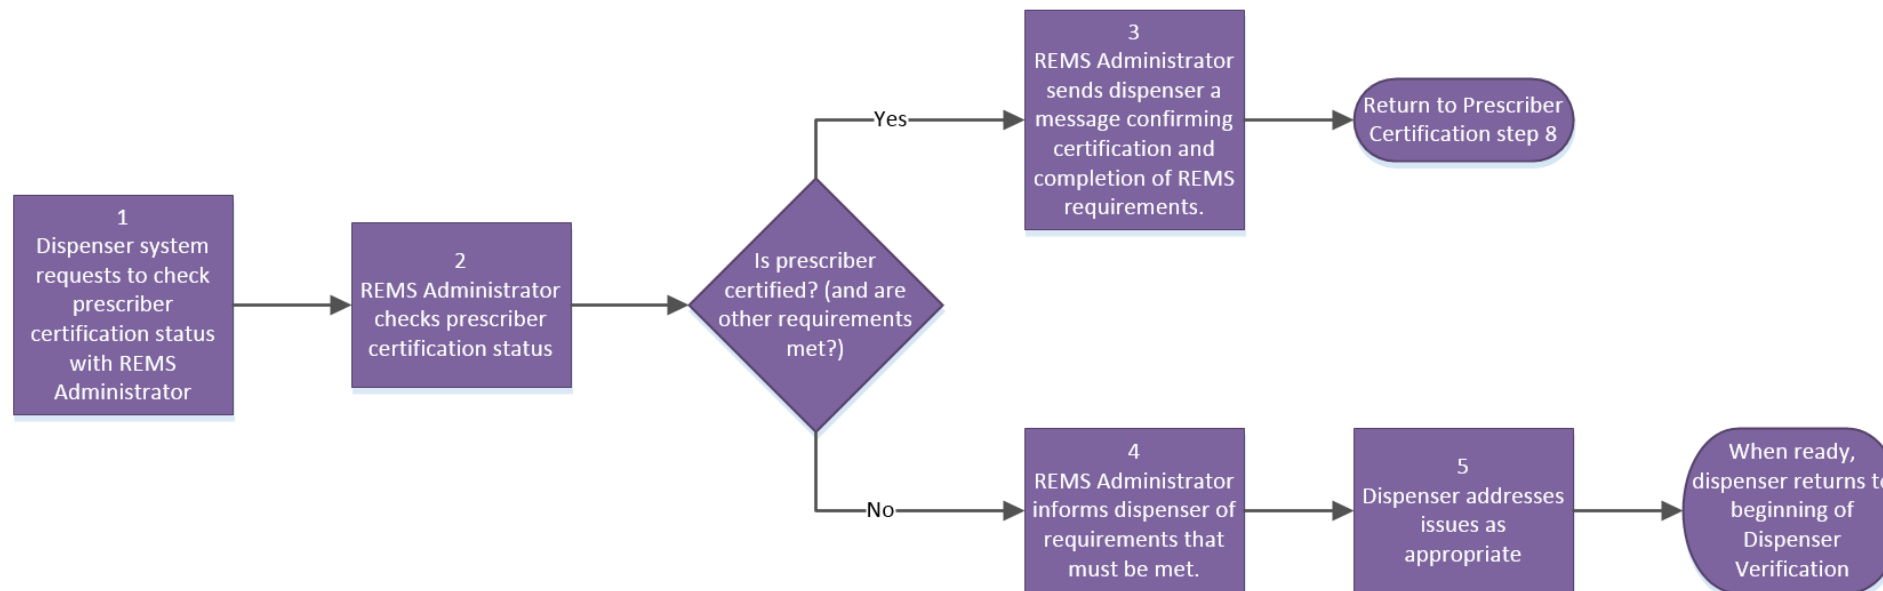 1
Dispenser system
requests to check
prescriber
certification status
with REMS
Administrator
2
REMS Administrator
checks prescriber
certification status
Is prescriber
certified? (and are
other requirements
met?)
Yes
3
REMS Administrator
sends dispenser a
message confirming
certification and
completion of REMS
requirements.
Return to Prescriber
Certification step 8
No
4
REMS Administrator
informs dispenser of
requirements that
must be met.
5
Dispenser addresses
issues as
appropriate
When ready,
dispenser returns to
beginning of
Dispenser
Verification